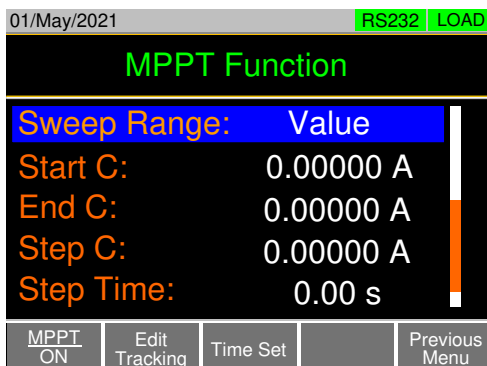 01/May/2021 RS232 LOAD
MPPT Function
Sweep Range: Value
Start C: 0.00000 A
End C: 0.00000 A
Step C: 0.00000 A
Step Time: 0.00 s
MPPT Edit Time Set Previous
ON Tracking Menu